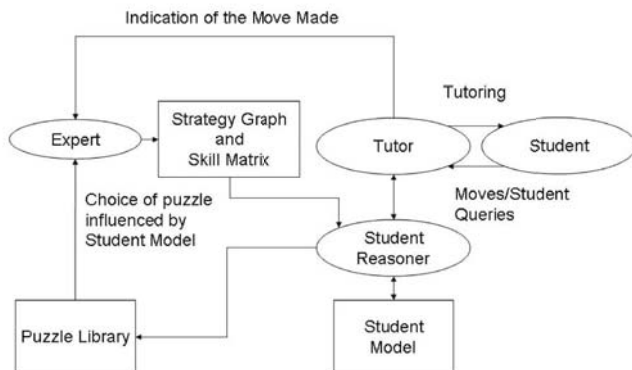 Indication of the Move Made
Tutoring
Expert
Strategy Graph
and
Skill Matrix
Tutor
Student
Choice of puzzle
influenced by
Student Model
Moves/Student
Queries
Student
Reasoner
Puzzle Library
Student
Model